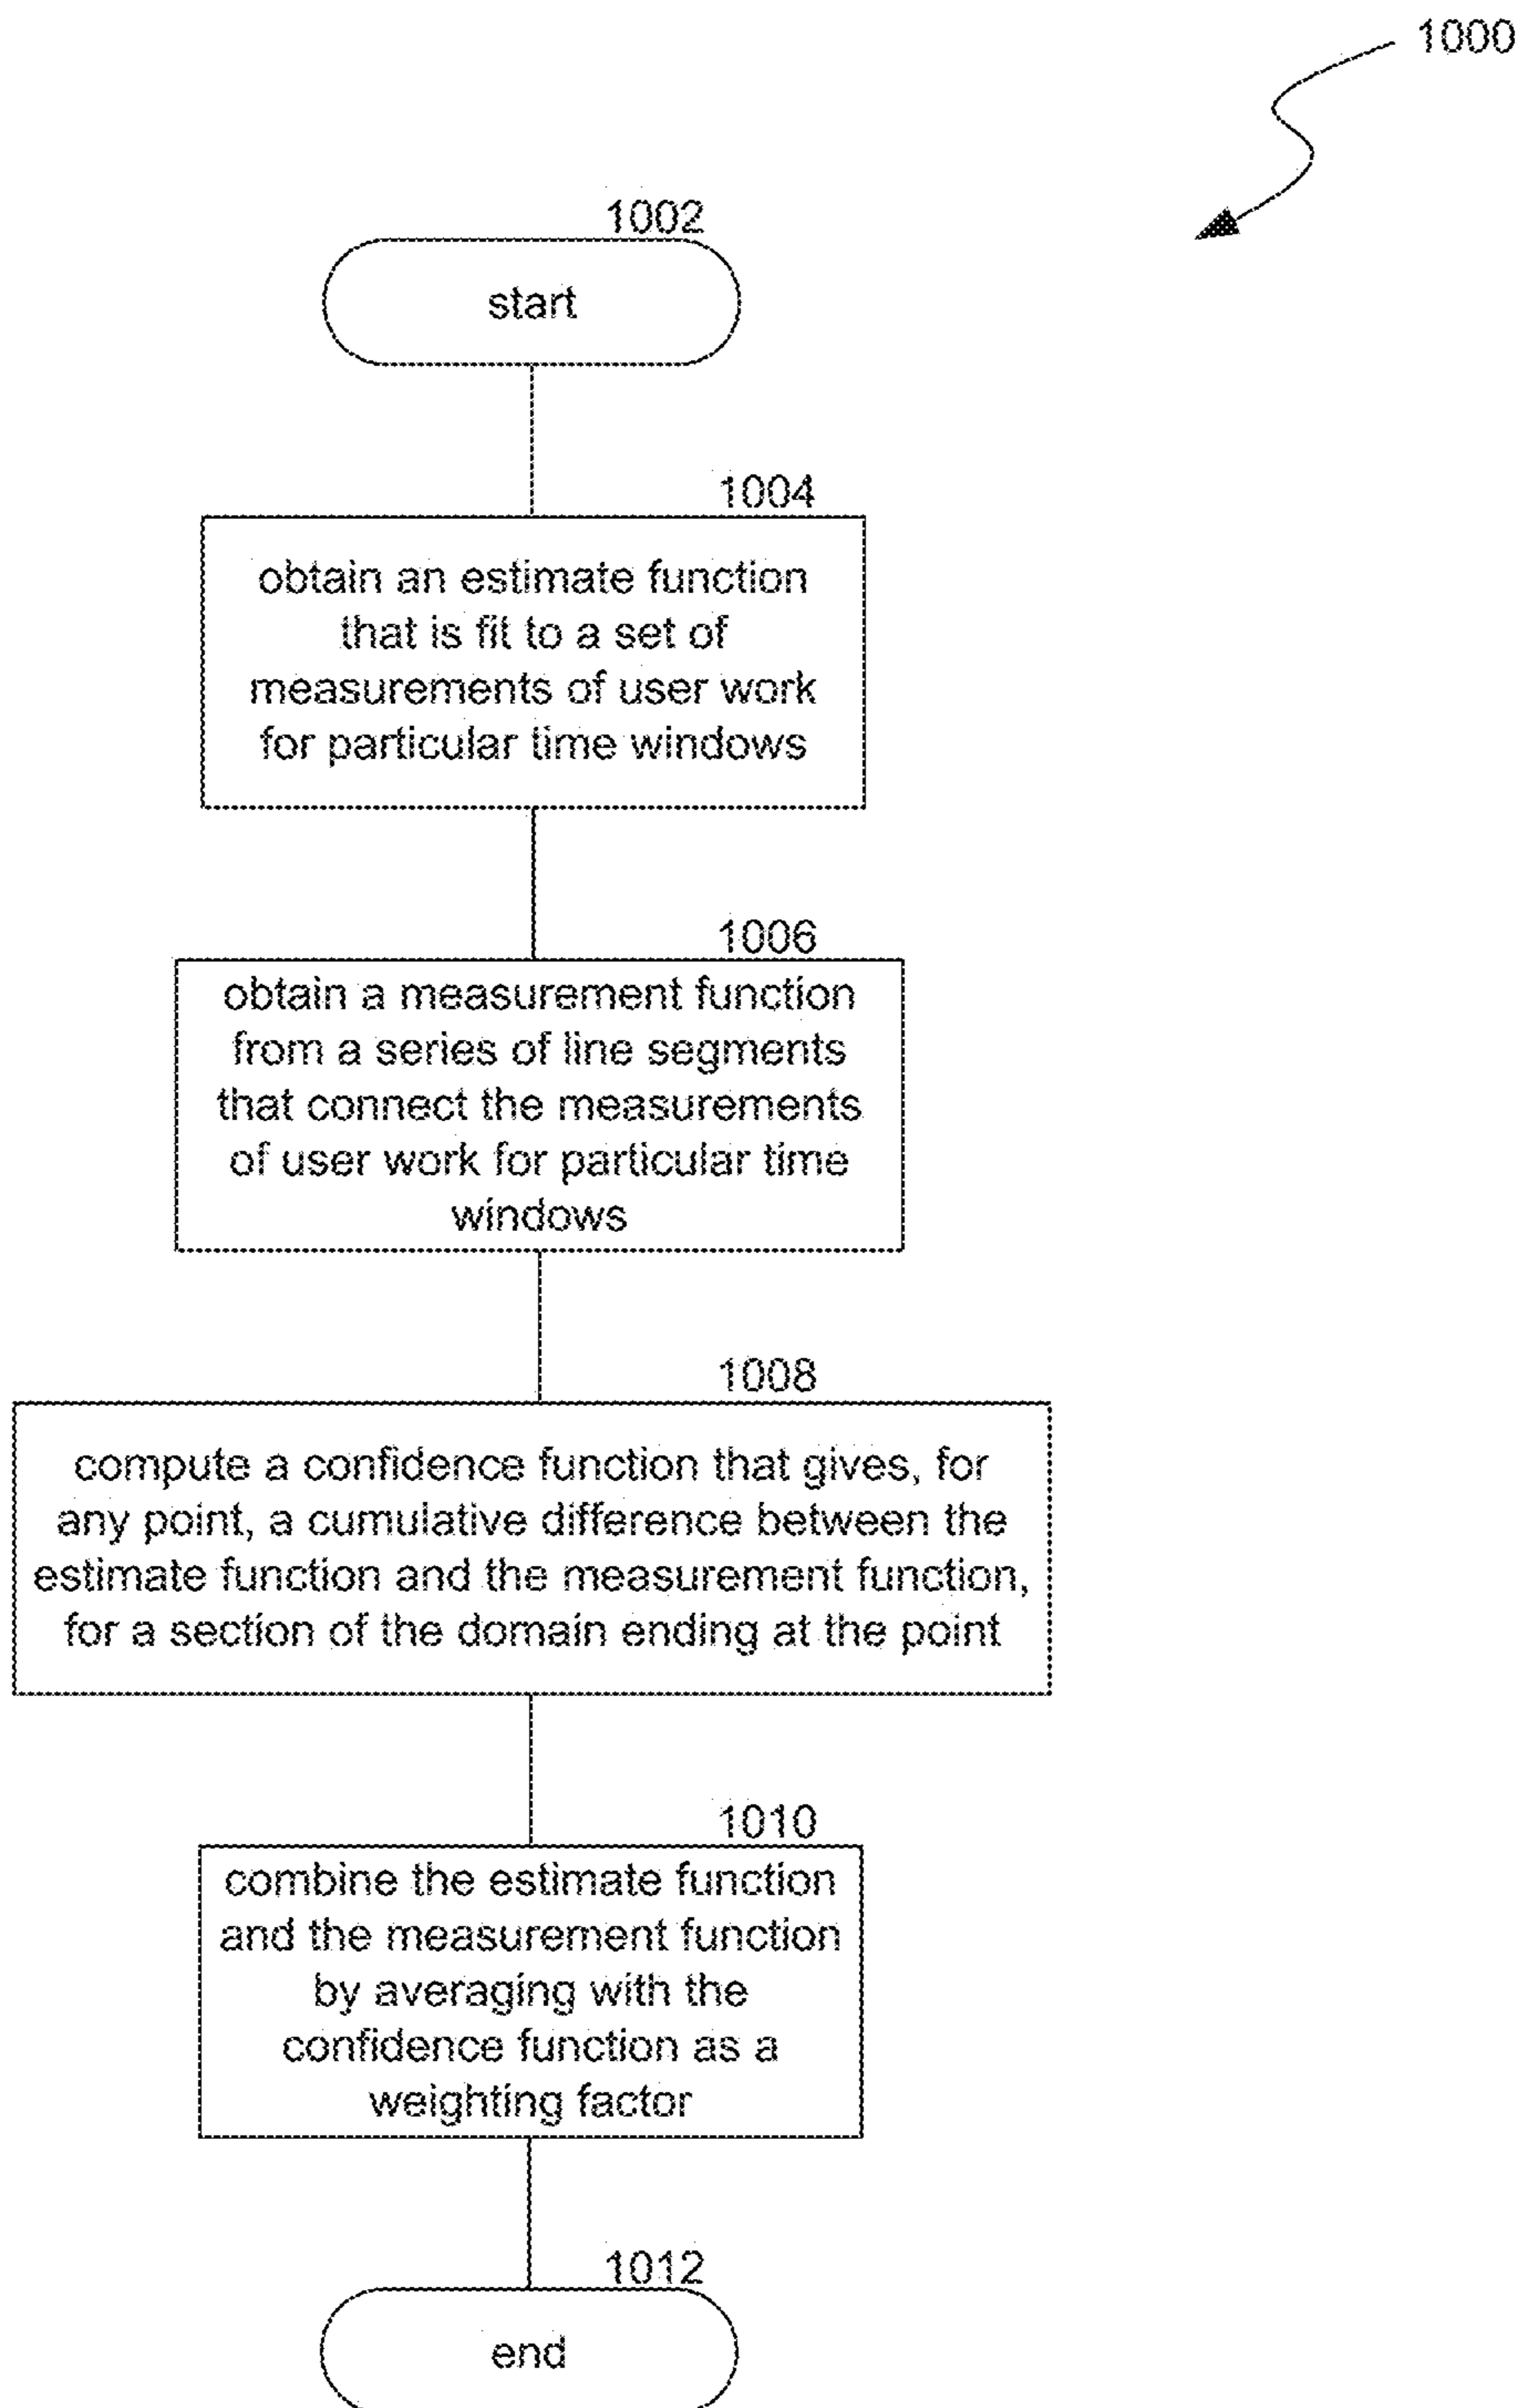 1000
1002
start
1004
obtain an estimate function
that is fit to a set of
measurements of user work
for particular time windows
1006
obtain a measurement function
from a series of line segments
that connect the measurements
of user work for particular time
windows
1008
compute a confidence function that gives, for
any point, a cumulative difference between the
estimate function and the measurement function,
for a section of the domain ending at the point
1010
combine the estimate function
and the measurement function
by averaging with the
confidence function as a
weighting factor
1012
end